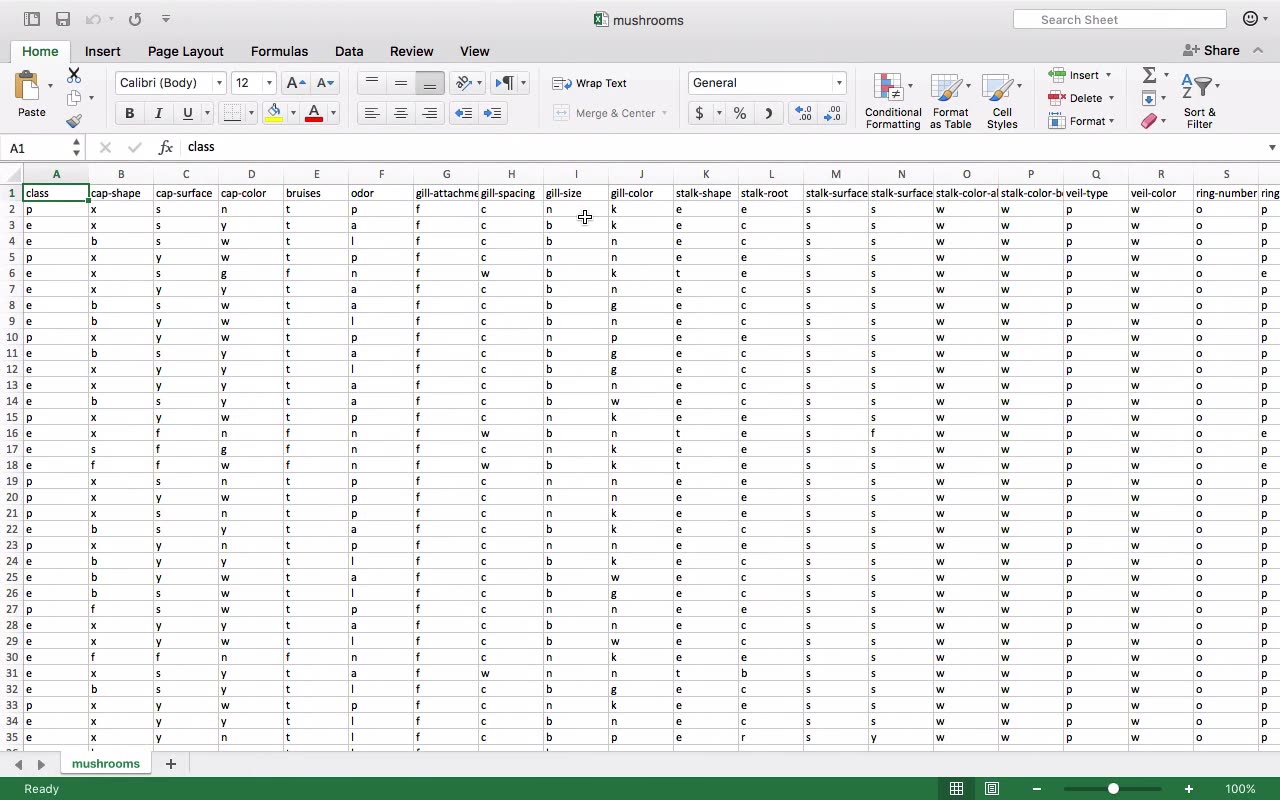 mushrooms
Search Sheet
Home Insert Page Layout Formulas Data Review View Share
Calibri (Body) 12 A A Wrap Text General Insert
Paste B I U A Merge & Center $ % Conditional Formatting Format as Table Cell Styles Delete Format Sort & Filter
A1 fx class
A B C D E F G H I J K L M N O P Q R S
1 class cap-shape cap-surface cap-color bruises odor gill-attachme gill-spacing gill-size gill-color stalk-shape stalk-root stalk-surface stalk-surface stalk-color-a stalk-color-b veil-type veil-color ring-number ring
2 p x s n t p f c n k e e s s w w p w o p
3 e x s y t a f c b k e c s s w w p w o p
4 e b s w t l f c b n e c s s w w p w o p
5 p x y w t p f c n n e e s s w w p w o p
6 e x s g f n f w b k t e s s w w p w o e
7 e x y y t a f c b n e c s s w w p w o p
8 e b s w t a f c b g e c s s w w p w o p
9 e b y w t l f c b n e c s s w w p w o p
10 p x y w t p f c n p e e s s w w p w o p
11 e b s y t a f c b g e c s s w w p w o p
12 e x y y t l f c b g e c s s w w p w o p
13 e x y y t a f c b n e c s s w w p w o p
14 e b s y t a f c b w e c s s w w p w o p
15 p x y w t p f c n k e e s s w w p w o p
16 e x f n f n f w b n t e s f w w p w o e
17 e s f g f n f c n k e e s s w w p w o p
18 e f f w f n f w b k t e s s w w p w o e
19 p x s n t p f c n n e e s s w w p w o p
20 p x y w t p f c n n e e s s w w p w o p
21 p x s n t p f c n k e e s s w w p w o p
22 e b s y t a f c b k e c s s w w p w o p
23 p x y n t p f c n n e e s s w w p w o p
24 e b y y t l f c b k e c s s w w p w o p
25 e b y w t a f c b w e c s s w w p w o p
26 e b s w t l f c b g e c s s w w p w o p
27 p f s w t p f c n n e e s s w w p w o p
28 e x y y t a f c b n e c s s w w p w o p
29 e x y w t l f c b w e c s s w w p w o p
30 e f f n f n f c n k e e s s w w p w o p
31 e x s y t a f w n n t b s s w w p w o p
32 e b s y t l f c b g e c s s w w p w o p
33 p x y w t p f c n k e e s s w w p w o p
34 e x y y t l f c b n e c s s w w p w o p
35 e x y n t l f c b p e r s y w w p w o p
mushrooms
Ready 100%